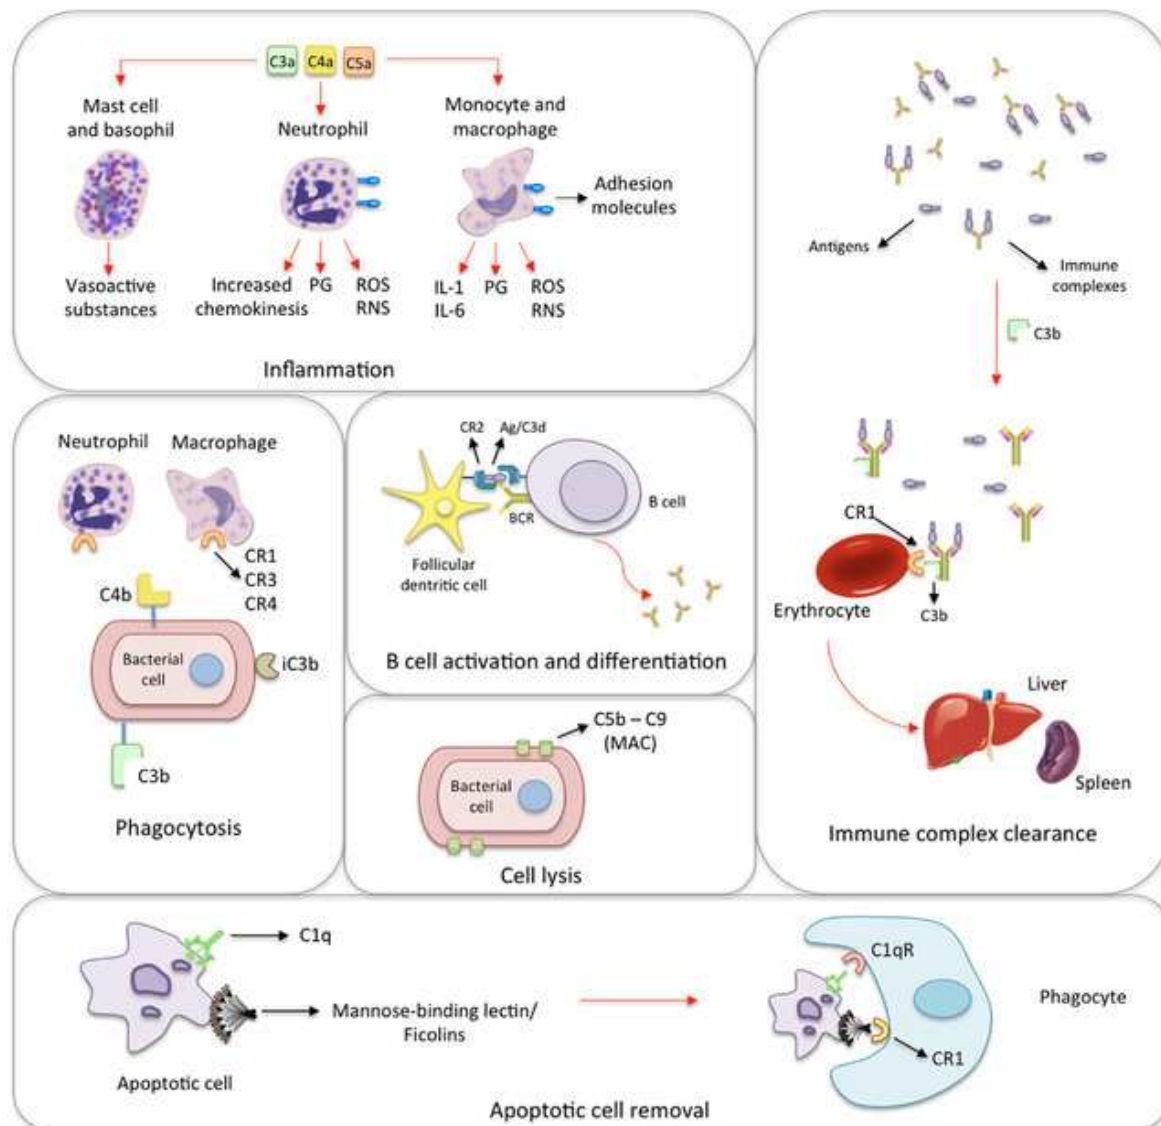 C3a C4a C5a
Mast cell
and basophil
Neutrophil
Monocyte and
macrophage
Adhesion
molecules
Vasoactive
substances
Increased
chemokinesis
PG
ROS
RNS
IL-1
IL-6
PG
ROS
RNS
Inflammation
Antigens
Immune
complexes
C3b
CR1
Erythrocyte
C3b
Liver
Spleen
Immune complex clearance
Neutrophil
Macrophage
CR1
CR3
CR4
C4b
Bacterial
cell
iC3b
C3b
Phagocytosis
CR2
Ag/C3d
B cell
BCR
Follicular
dentritic cell
B cell activation and differentiation
C5b – C9
(MAC)
Bacterial
cell
Cell lysis
C1q
Mannose-binding lectin/
Ficolins
Apoptotic cell
C1qR
Phagocyte
CR1
Apoptotic cell removal